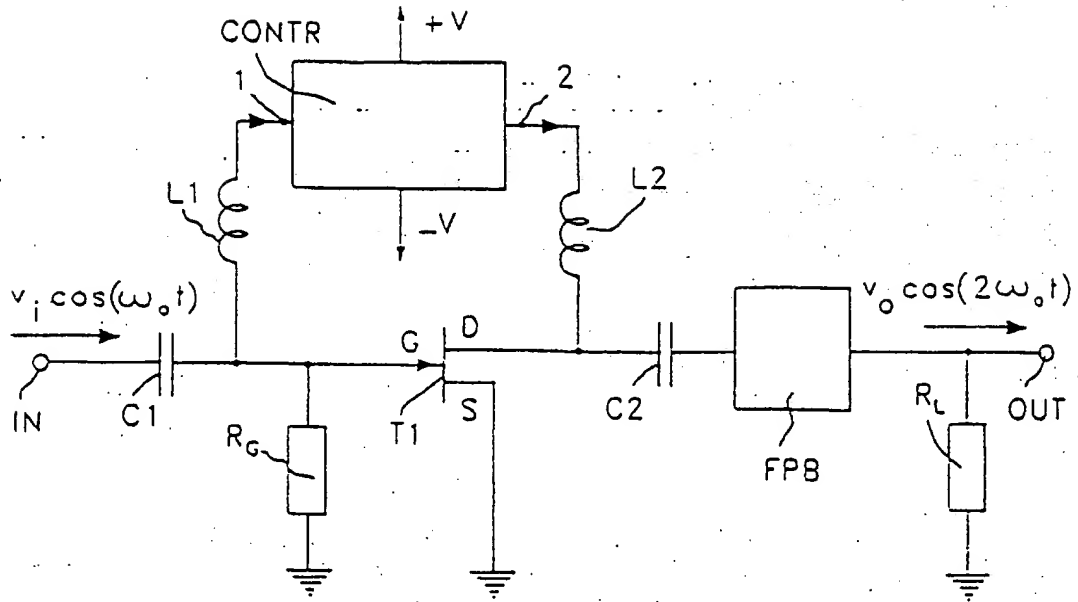 CONTR
+V
1
2
L1
L2
-V
v_i cos(ω_o t)
v_o cos(2ω_o t)
G
D
S
IN
C1
T1
C2
R_L
OUT
R_G
FPB